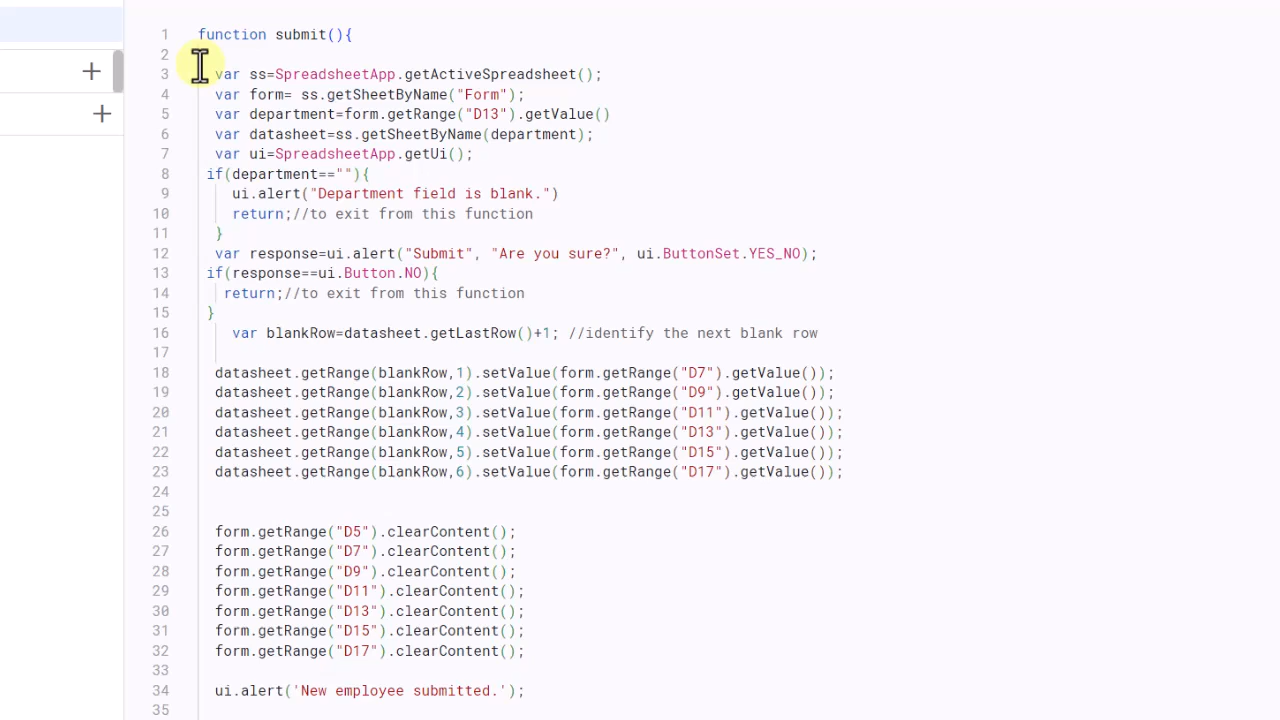 1 function submit(){
2
3 var ss=SpreadsheetApp.getActiveSpreadsheet();
4 var form= ss.getSheetByName("Form");
5 var department=form.getRange("D13").getValue()
6 var datasheet=ss.getSheetByName(department);
7 var ui=SpreadsheetApp.getUi();
8 if(department==""){
9 ui.alert("Department field is blank.")
10 return;//to exit from this function
11 }
12 var response=ui.alert("Submit", "Are you sure?", ui.ButtonSet.YES_NO);
13 if(response==ui.Button.NO){
14 return;//to exit from this function
15 }
16 var blankRow=datasheet.getLastRow()+1; //identify the next blank row
17
18 datasheet.getRange(blankRow,1).setValue(form.getRange("D7").getValue());
19 datasheet.getRange(blankRow,2).setValue(form.getRange("D9").getValue());
20 datasheet.getRange(blankRow,3).setValue(form.getRange("D11").getValue());
21 datasheet.getRange(blankRow,4).setValue(form.getRange("D13").getValue());
22 datasheet.getRange(blankRow,5).setValue(form.getRange("D15").getValue());
23 datasheet.getRange(blankRow,6).setValue(form.getRange("D17").getValue());
24
25
26 form.getRange("D5").clearContent();
27 form.getRange("D7").clearContent();
28 form.getRange("D9").clearContent();
29 form.getRange("D11").clearContent();
30 form.getRange("D13").clearContent();
31 form.getRange("D15").clearContent();
32 form.getRange("D17").clearContent();
33
34 ui.alert('New employee submitted.');
35